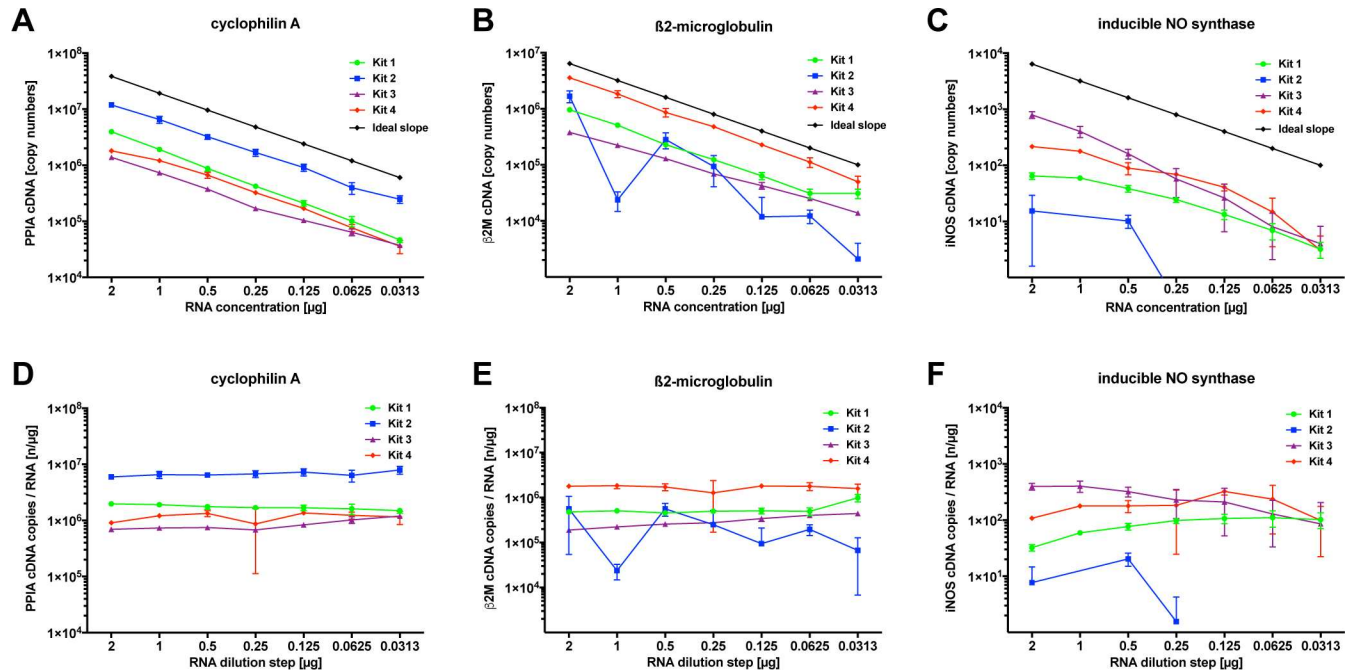 A
cyclophilin A
PPIA cDNA [copy numbers]
1×10⁸
1×10⁷
1×10⁶
1×10⁵
1×10⁴
Kit 1
Kit 2
Kit 3
Kit 4
Ideal slope
2 1 0.5 0.25 0.125 0.0625 0.0313
RNA concentration [µg]
B
ß2-microglobulin
β2M cDNA [copy numbers]
1×10⁷
1×10⁶
1×10⁵
1×10⁴
Kit 1
Kit 2
Kit 3
Kit 4
Ideal slope
2 1 0.5 0.25 0.125 0.0625 0.0313
RNA concentration [µg]
C
inducible NO synthase
iNOS cDNA [copy numbers]
1×10⁴
1×10³
1×10²
1×10¹
Kit 1
Kit 2
Kit 3
Kit 4
Ideal slope
2 1 0.5 0.25 0.125 0.0625 0.0313
RNA concentration [µg]
D
cyclophilin A
PPIA cDNA copies / RNA [n/µg]
1×10⁸
1×10⁷
1×10⁶
1×10⁵
1×10⁴
Kit 1
Kit 2
Kit 3
Kit 4
2 1 0.5 0.25 0.125 0.0625 0.0313
RNA dilution step [µg]
E
ß2-microglobulin
β2M cDNA copies / RNA [n/µg]
1×10⁸
1×10⁷
1×10⁶
1×10⁵
1×10⁴
Kit 1
Kit 2
Kit 3
Kit 4
2 1 0.5 0.25 0.125 0.0625 0.0313
RNA dilution step [µg]
F
inducible NO synthase
iNOS cDNA copies / RNA [n/µg]
1×10⁴
1×10³
1×10²
1×10¹
Kit 1
Kit 2
Kit 3
Kit 4
2 1 0.5 0.25 0.125 0.0625 0.0313
RNA dilution step [µg]